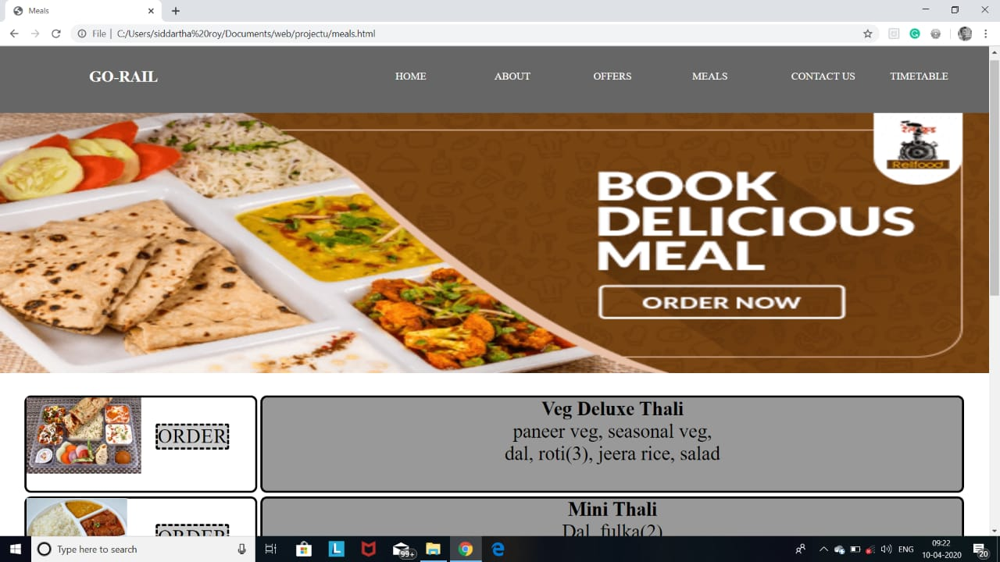 Meals
File | C:/Users/siddartha%20roy/Documents/web/projectu/meals.html
GO-RAIL HOME ABOUT OFFERS MEALS CONTACT US TIMETABLE
रेल फूड
Relfood
BOOK
DELICIOUS
MEAL
ORDER NOW
ORDER
Veg Deluxe Thali
paneer veg, seasonal veg,
dal, roti(3), jeera rice, salad
ORDER
Mini Thali
Dal, fulka(2)
Type here to search
99+
ENG
09:22
10-04-2020
20